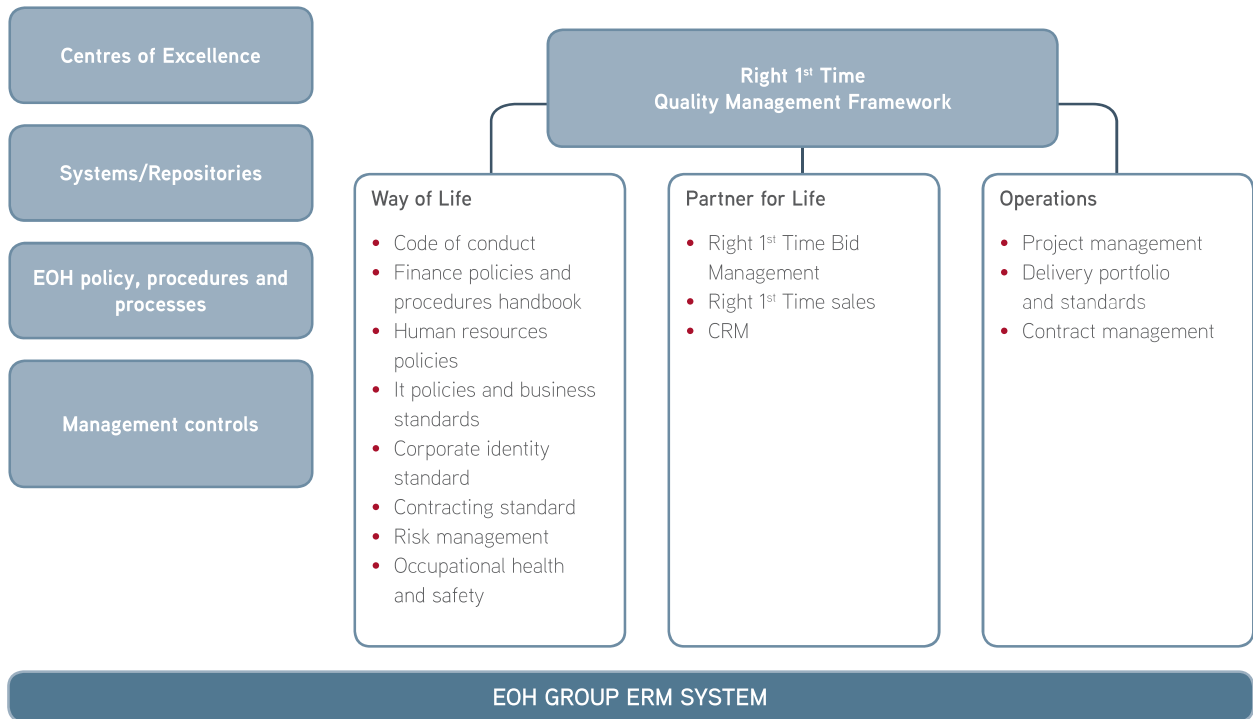 Centres of Excellence
Systems/Repositories
EOH policy, procedures and
processes
Management controls
Right 1st Time
Quality Management Framework
Way of Life
• Code of conduct
• Finance policies and
procedures handbook
• Human resources
policies
• It policies and business
standards
• Corporate identity
standard
• Contracting standard
• Risk management
• Occupational health
and safety
Partner for Life
• Right 1st Time Bid
Management
• Right 1st Time sales
• CRM
Operations
• Project management
• Delivery portfolio
and standards
• Contract management
EOH GROUP ERM SYSTEM